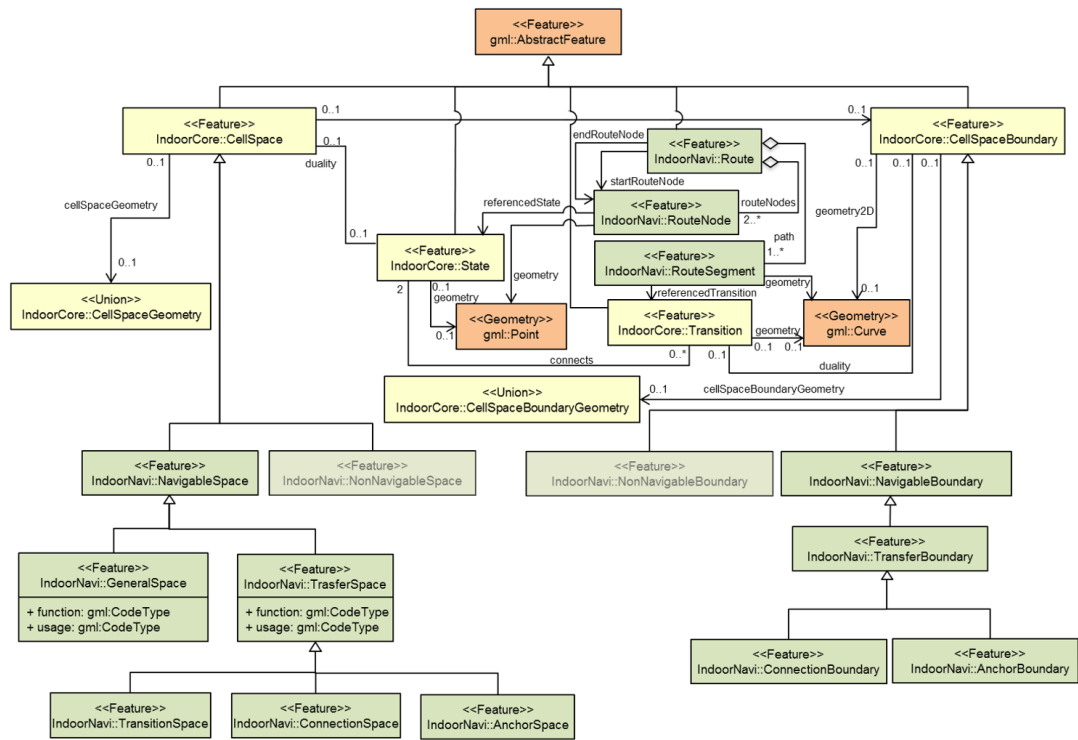 <<Feature>>
gml::AbstractFeature
<<Feature>>
IndoorCore::CellSpace
0..1
0..1
<<Feature>>
IndoorCore::CellSpaceBoundary
endRouteNode
<<Feature>>
IndoorNavi::Route
0..1
0..1
duality
0..1
0..1
0..1
startRouteNode
cellSpaceGeometry
referencedState
<<Feature>>
IndoorNavi::RouteNode
routeNodes
2..*
geometry2D
0..1
path
1..*
<<Feature>>
IndoorCore::State
<<Feature>>
IndoorNavi::RouteSegment
0..1
geometry
geometry
2
0..1
geometry
referencedTransition
0..1
<<Union>>
IndoorCore::CellSpaceGeometry
<<Geometry>>
gml::Point
0..1
<<Feature>>
IndoorCore::Transition
geometry
0..1
0..1
<<Geometry>>
gml::Curve
connects
0..*
0..1
duality
<<Union>>
IndoorCore::CellSpaceBoundaryGeometry
0..1
cellSpaceBoundaryGeometry
<<Feature>>
IndoorNavi::NavigableSpace
<<Feature>>
IndoorNavi::NonNavigableSpace
<<Feature>>
IndoorNavi::NonNavigableBoundary
<<Feature>>
IndoorNavi::NavigableBoundary
<<Feature>>
IndoorNavi::GeneralSpace
+ function: gml:CodeType
+ usage: gml:CodeType
<<Feature>>
IndoorNavi::TrasferSpace
+ function: gml:CodeType
+ usage: gml:CodeType
<<Feature>>
IndoorNavi::TransferBoundary
<<Feature>>
IndoorNavi::ConnectionBoundary
<<Feature>>
IndoorNavi::AnchorBoundary
<<Feature>>
IndoorNavi::TransitionSpace
<<Feature>>
IndoorNavi::ConnectionSpace
<<Feature>>
IndoorNavi::AnchorSpace